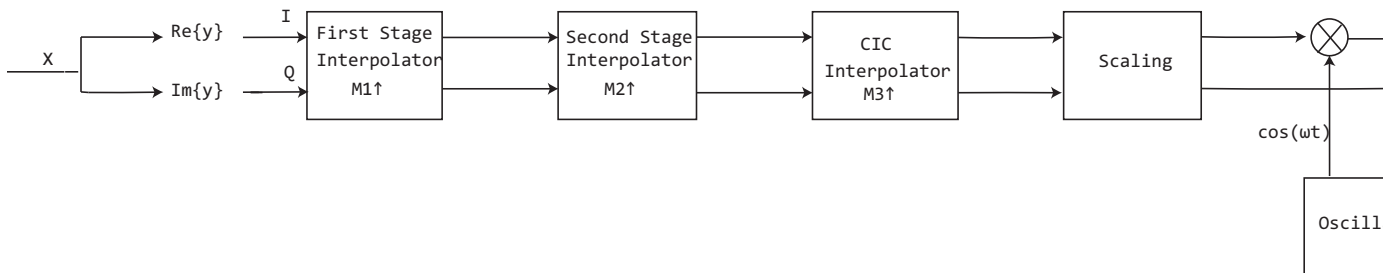 X
Re{y}
Im{y}
I
Q
First Stage
Interpolator
M1↑
Second Stage
Interpolator
M2↑
CIC
Interpolator
M3↑
Scaling
cos(ωt)
Oscill